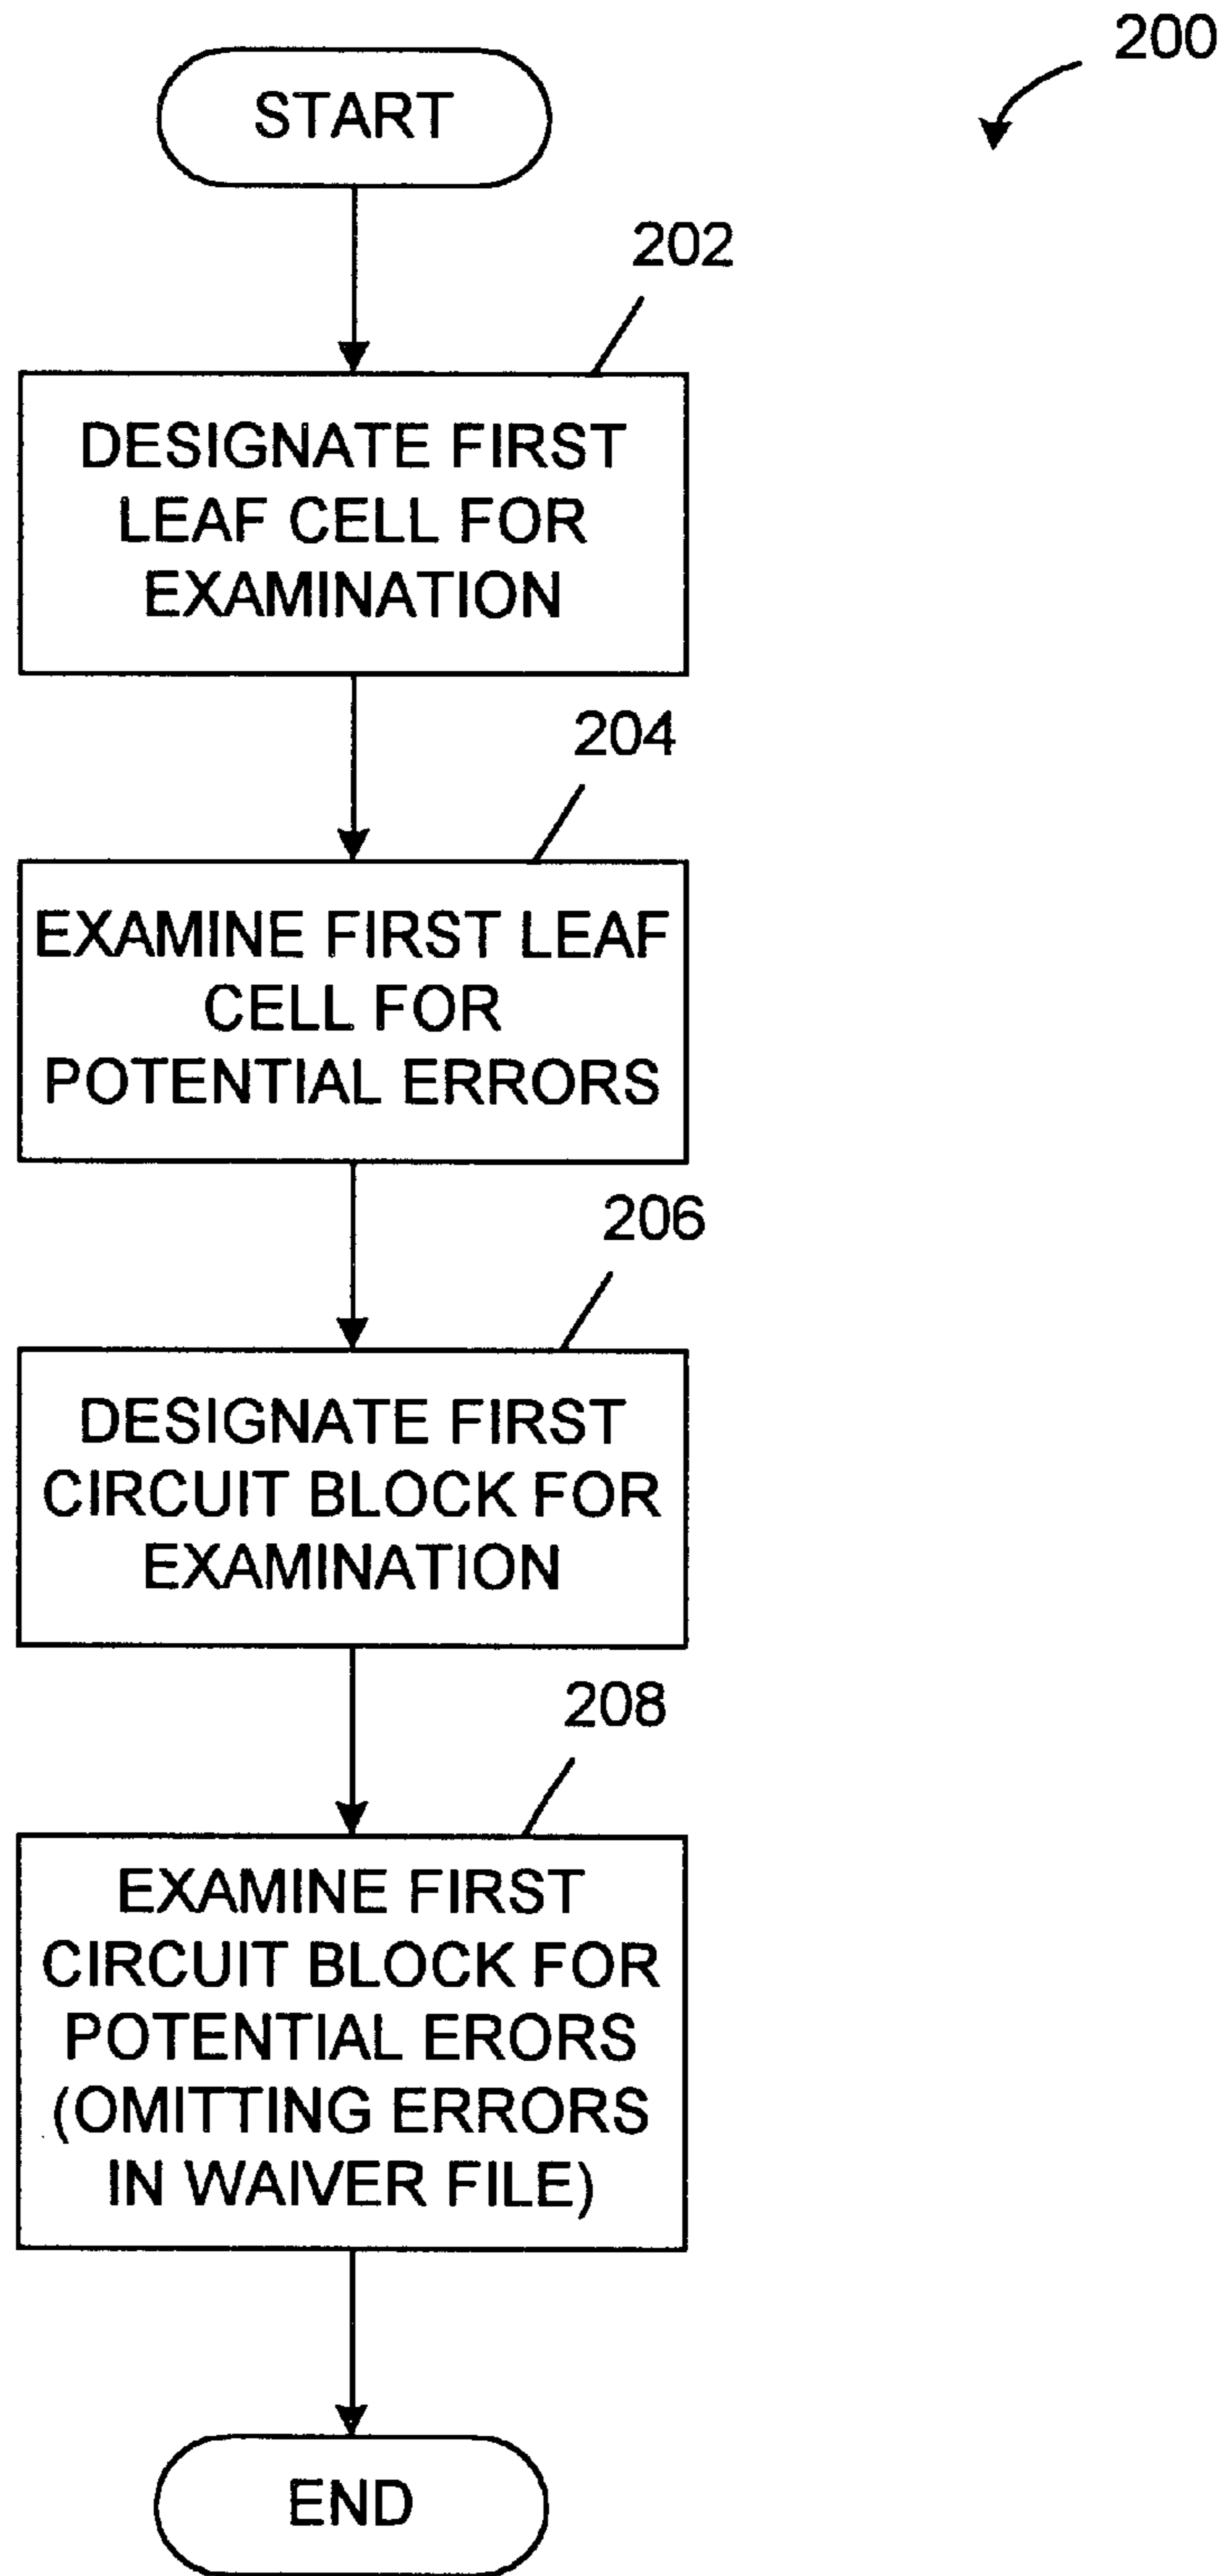 200
START
202
DESIGNATE FIRST
LEAF CELL FOR
EXAMINATION
204
EXAMINE FIRST LEAF
CELL FOR
POTENTIAL ERRORS
206
DESIGNATE FIRST
CIRCUIT BLOCK FOR
EXAMINATION
208
EXAMINE FIRST
CIRCUIT BLOCK FOR
POTENTIAL ERORS
(OMITTING ERRORS
IN WAIVER FILE)
END